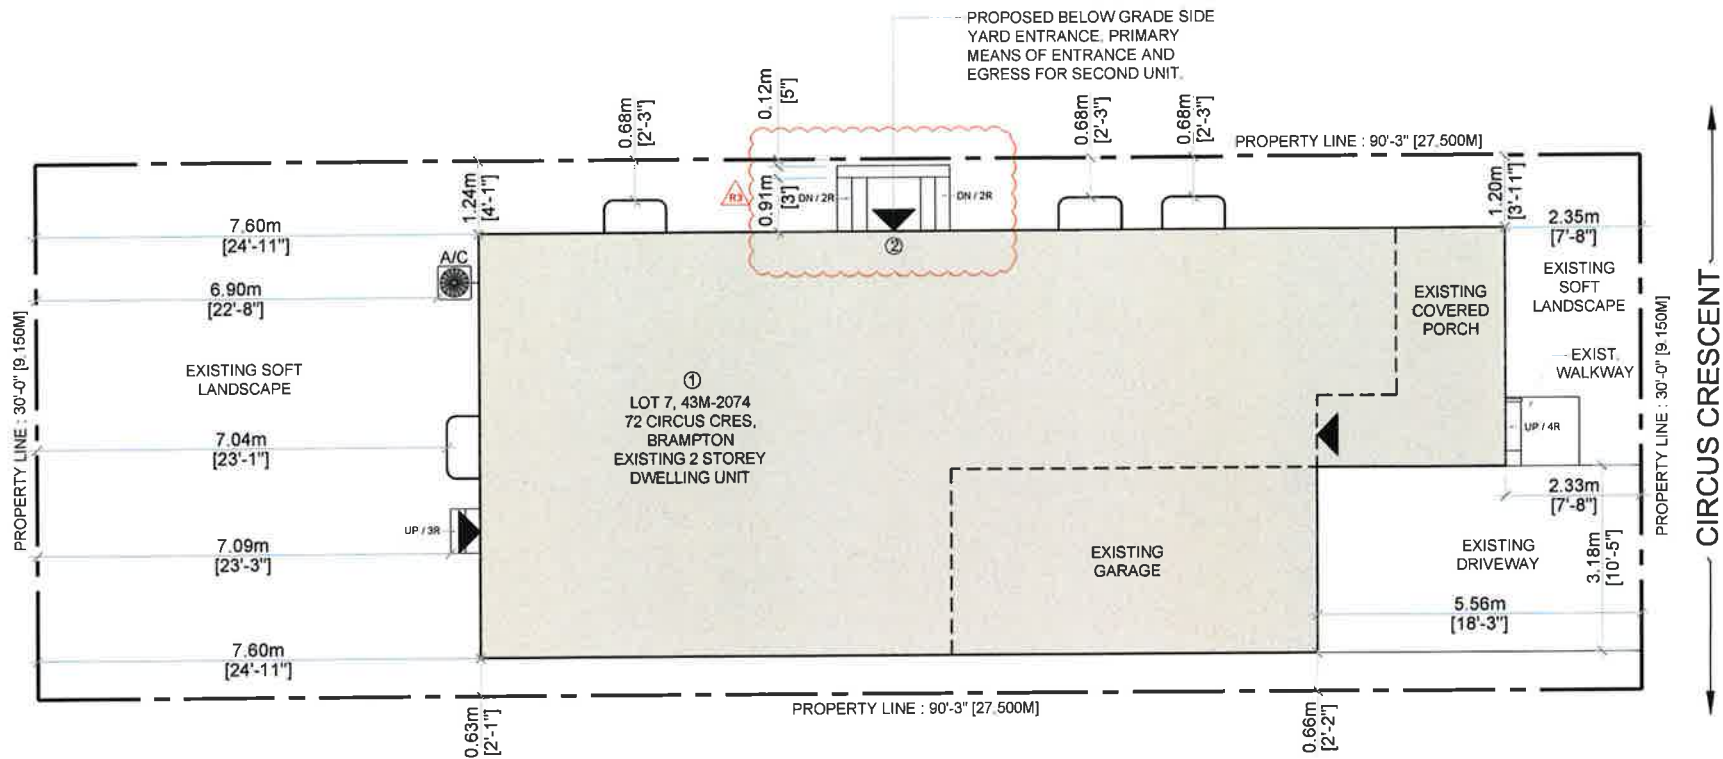 PROPOSED BELOW GRADE SIDE
YARD ENTRANCE, PRIMARY
MEANS OF ENTRANCE AND
EGRESS FOR SECOND UNIT.
0.12m
[5"]
0.68m
[2'-3"]
0.68m
[2'-3"]
0.68m
[2'-3"]
PROPERTY LINE : 90'-3" [27.500M]
1.24m
[4'-1"]
R3
0.91m
[3']
DN / 2R
DN / 2R
1.20m
[3'-11"]
7.60m
[24'-11"]
2.35m
[7'-8"]
②
A/C
6.90m
[22'-8"]
EXISTING
SOFT
LANDSCAPE
EXISTING
COVERED
PORCH
EXIST.
WALKWAY
EXISTING SOFT
LANDSCAPE
①
LOT 7, 43M-2074
72 CIRCUS CRES,
BRAMPTON
EXISTING 2 STOREY
DWELLING UNIT
PROPERTY LINE : 30'-0" [9.150M]
PROPERTY LINE : 30'-0" [9.150M]
CIRCUS CRESCENT
UP / 4R
7.04m
[23'-1"]
2.33m
[7'-8"]
UP / 3R
7.09m
[23'-3"]
EXISTING
GARAGE
EXISTING
DRIVEWAY
3.18m
[10'-5"]
5.56m
[18'-3"]
7.60m
[24'-11"]
PROPERTY LINE : 90'-3" [27.500M]
0.63m
[2'-1"]
0.66m
[2'-2"]